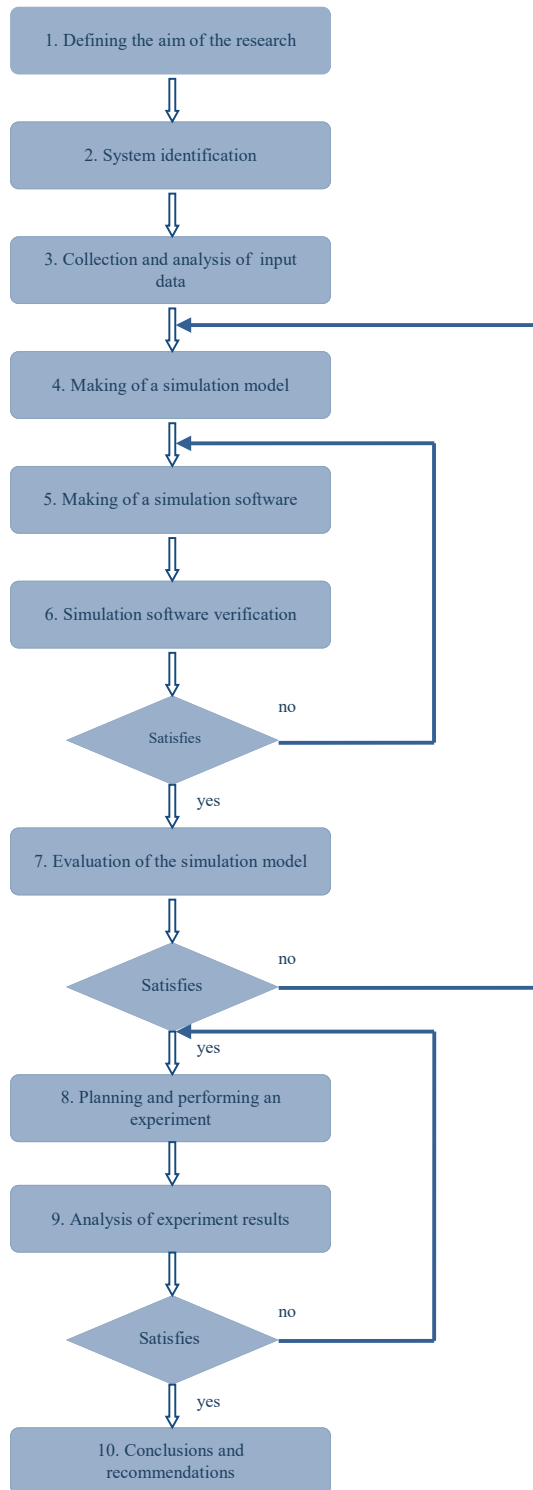 1. Defining the aim of the research
2. System identification
3. Collection and analysis of input
data
4. Making of a simulation model
5. Making of a simulation software
6. Simulation software verification
no
Satisfies
yes
7. Evaluation of the simulation model
no
Satisfies
yes
8. Planning and performing an
experiment
9. Analysis of experiment results
no
Satisfies
yes
10. Conclusions and
recommendations